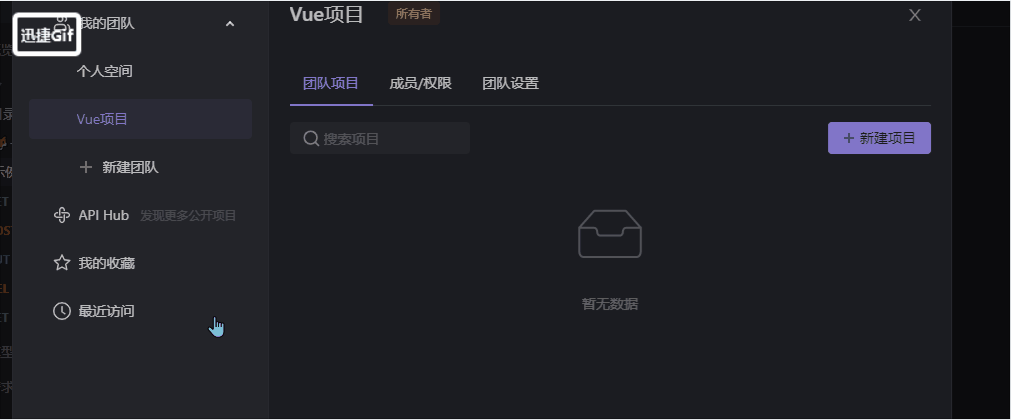 我的团队
迅捷Gif
个人空间
Vue项目
新建团队
API Hub 发现更多公开项目
我的收藏
最近访问
Vue项目 所有者
团队项目 成员/权限 团队设置
搜索项目
新建项目
暂无数据